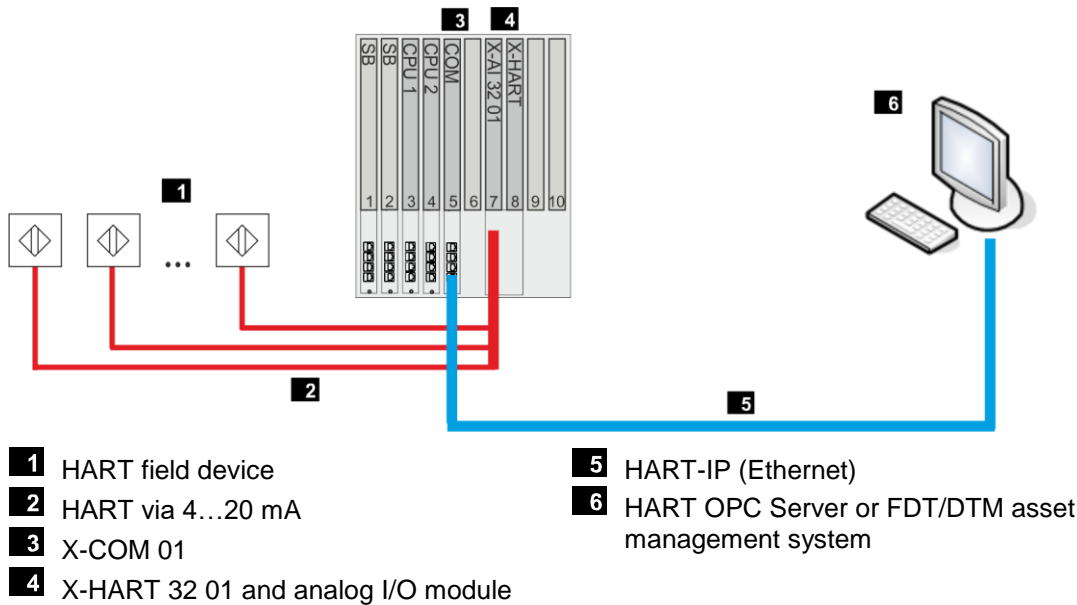 3 4
SB SB CPU 1 CPU 2 COM X-AI 32 01 X-HART
6
1
1 2 3 4 5 6 7 8 9 10
...
2
5
1 HART field device
2 HART via 4…20 mA
3 X-COM 01
4 X-HART 32 01 and analog I/O module
5 HART-IP (Ethernet)
6 HART OPC Server or FDT/DTM asset
management system